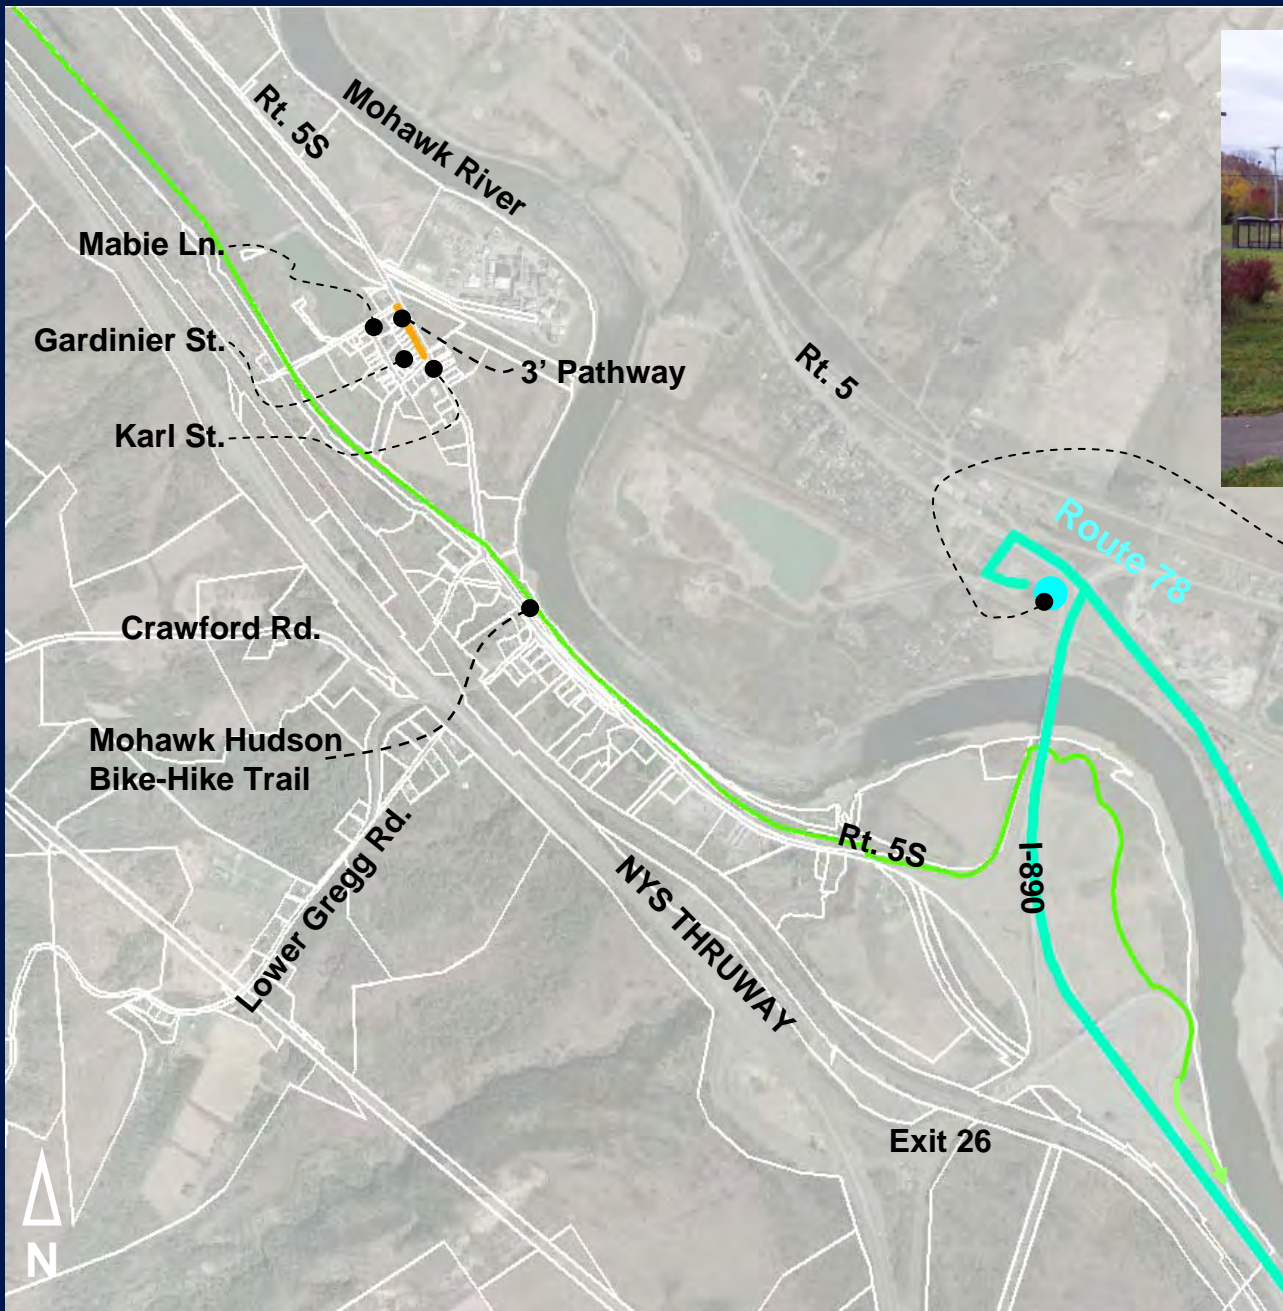 Rt. 5S
Mohawk River
Mabie Ln.
Gardinier St.
3’ Pathway
Rt. 5
Karl St.
Route 78
Crawford Rd.
Mohawk Hudson
Bike-Hike Trail
Rt. 5S
I-890
Lower Gregg Rd.
NYS THRUWAY
Exit 26
N